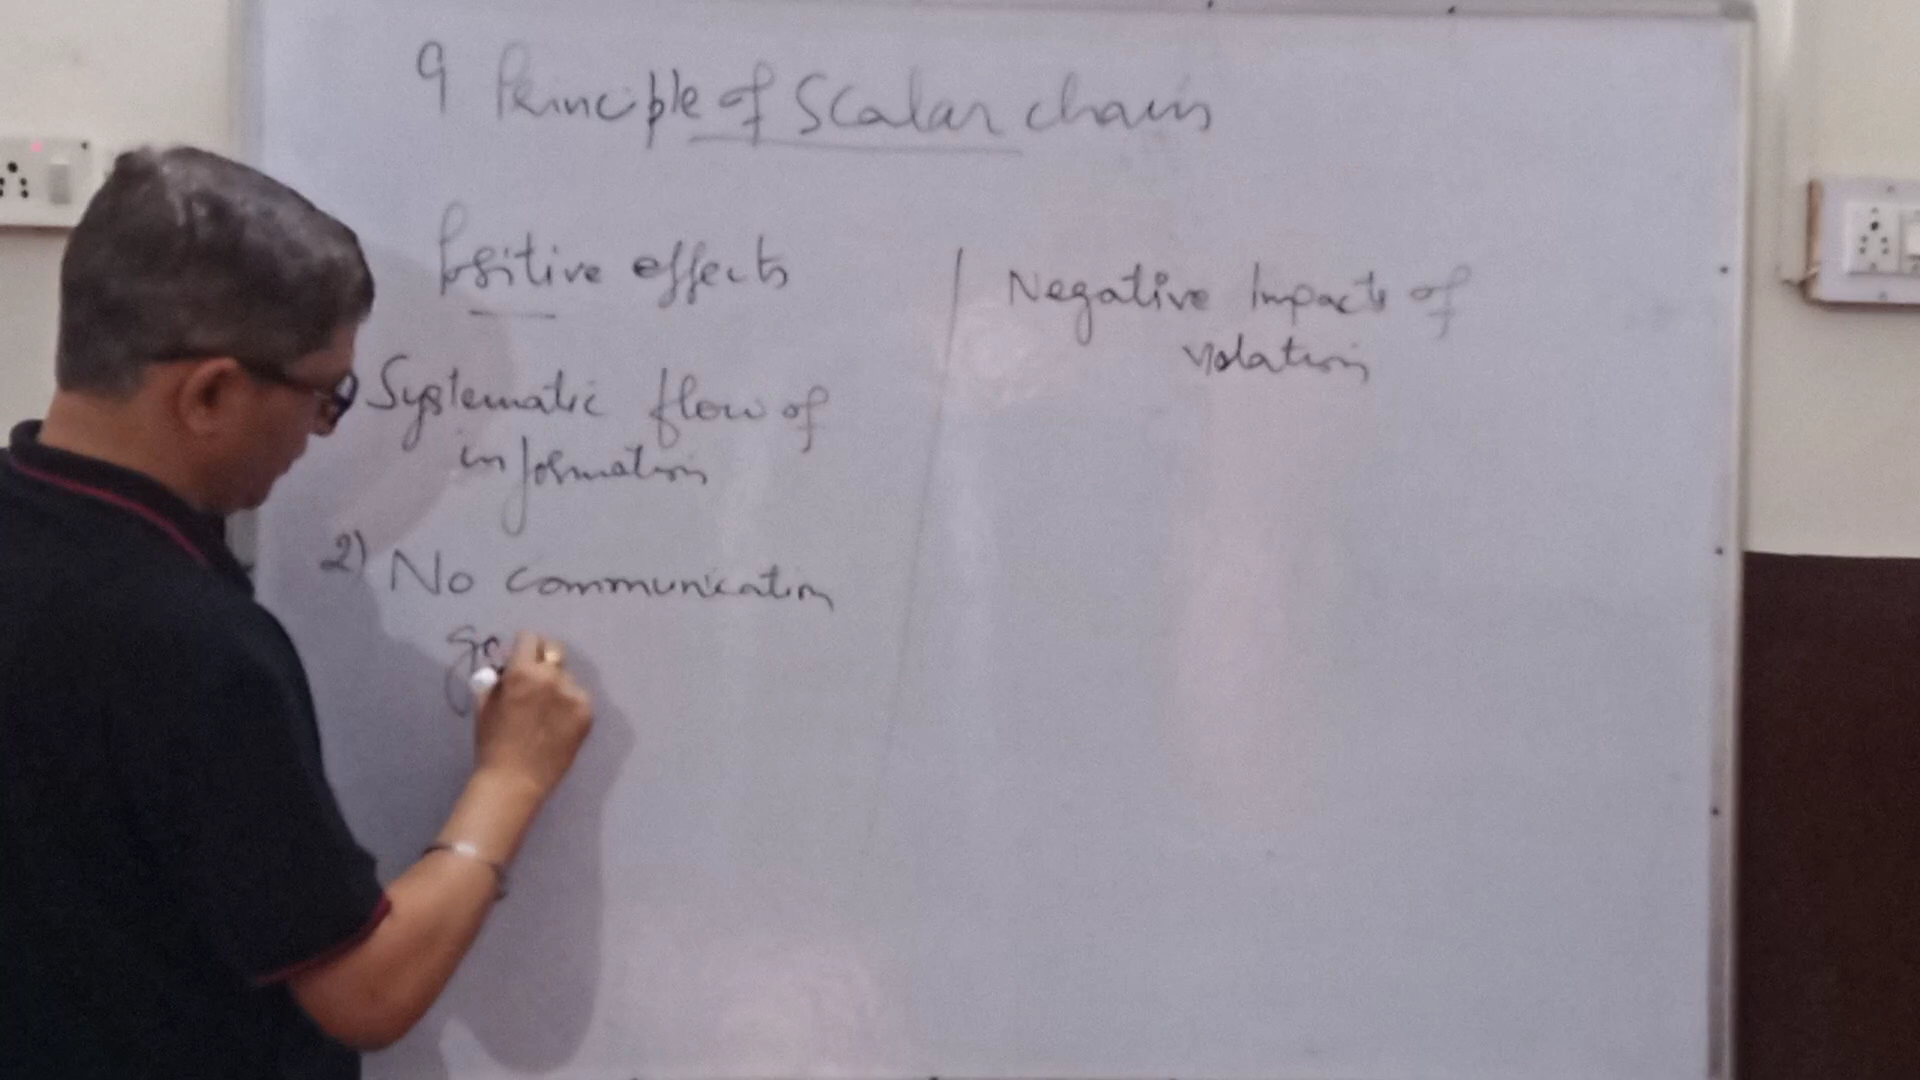 9 Principle of Scalar chain
Positive effects
Systematic flow of
information
2) No communication
Negative Impacts of
violation